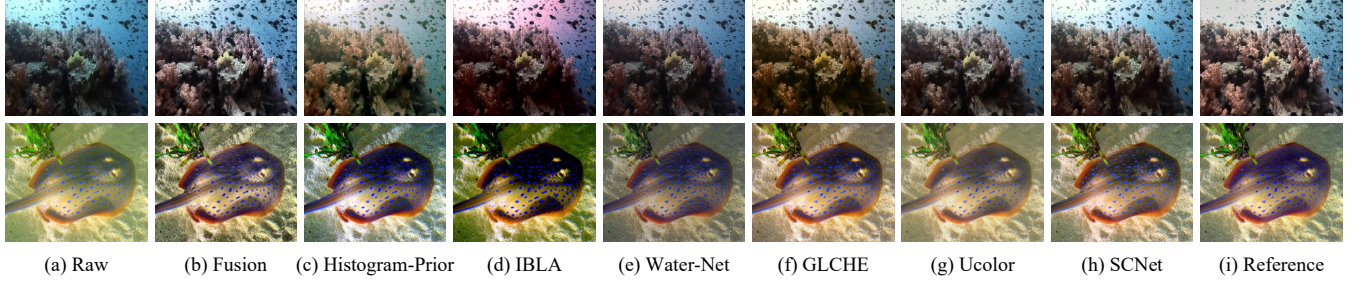 (a) Raw (b) Fusion (c) Histogram-Prior (d) IBLA (e) Water-Net (f) GLCHE (g) Ucolor (h) SCNet (i) Reference